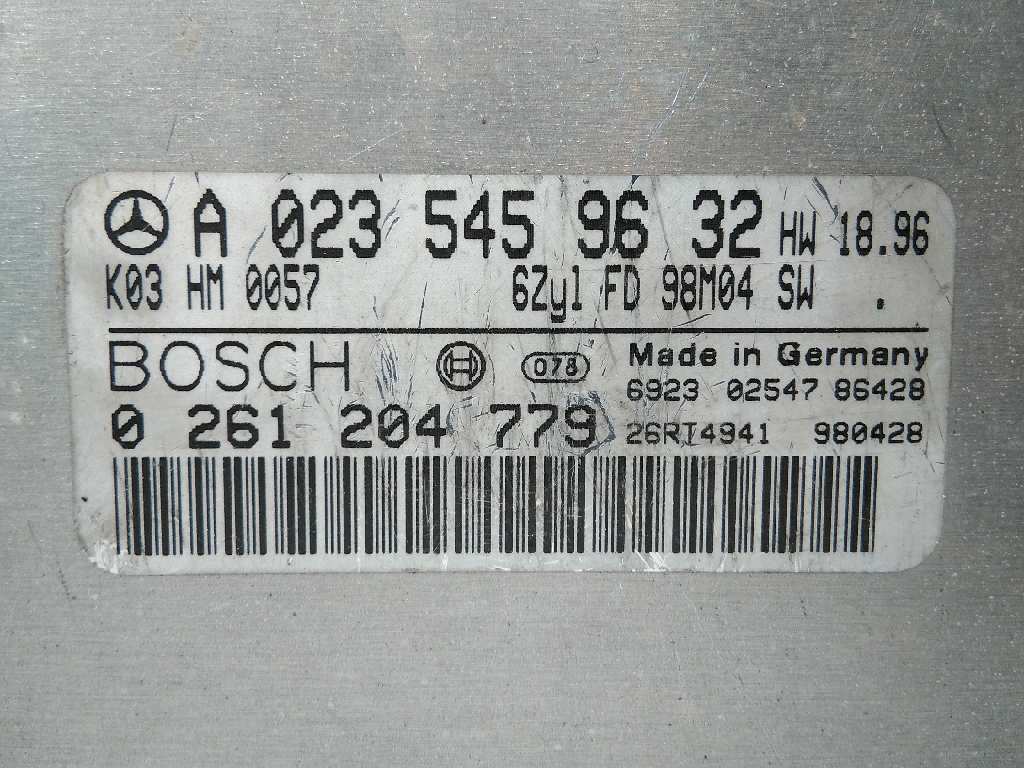 A 023 545 96 32 HW 18.96
K03 HM 0057 6Zyl FD 98M04 SW .
BOSCH 078 Made in Germany
6923 02547 86428
0 261 204 779 26RT4941 980428